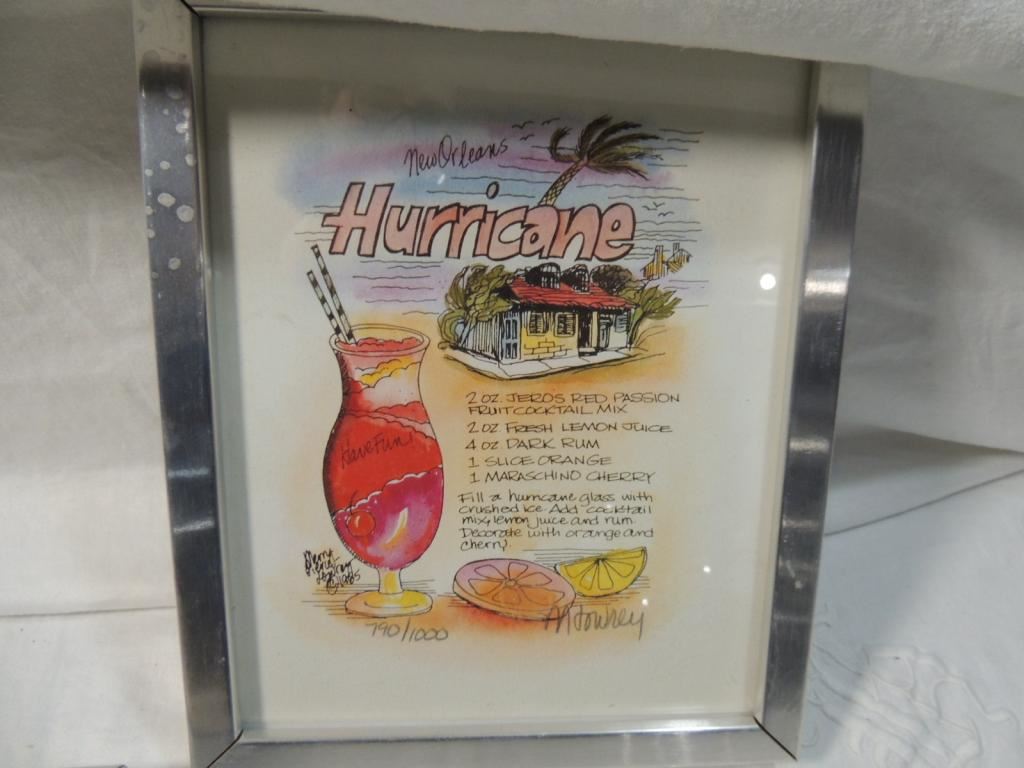 New Orleans
Hurricane
2 OZ. JERO'S RED PASSION
FRUIT COCKTAIL MIX
2 OZ. FRESH LEMON JUICE
4 OZ DARK RUM
1 SLICE ORANGE
1 MARASCHINO CHERRY
Fill a hurricane glass with
crushed ice. Add cocktail
mix, lemon juice and rum.
Decorate with orange and
cherry.
Have Fun!
790/1000